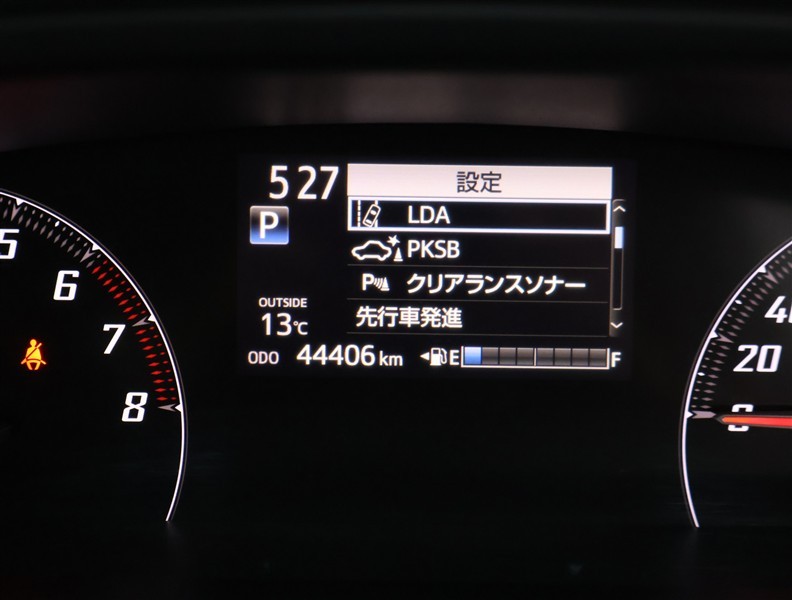 5:27
設定
LDA
P
PKSB
P クリアランスソナー
先行車発進
OUTSIDE
13℃
ODO 44406 km
E F
5
6
7
8
40
20
0